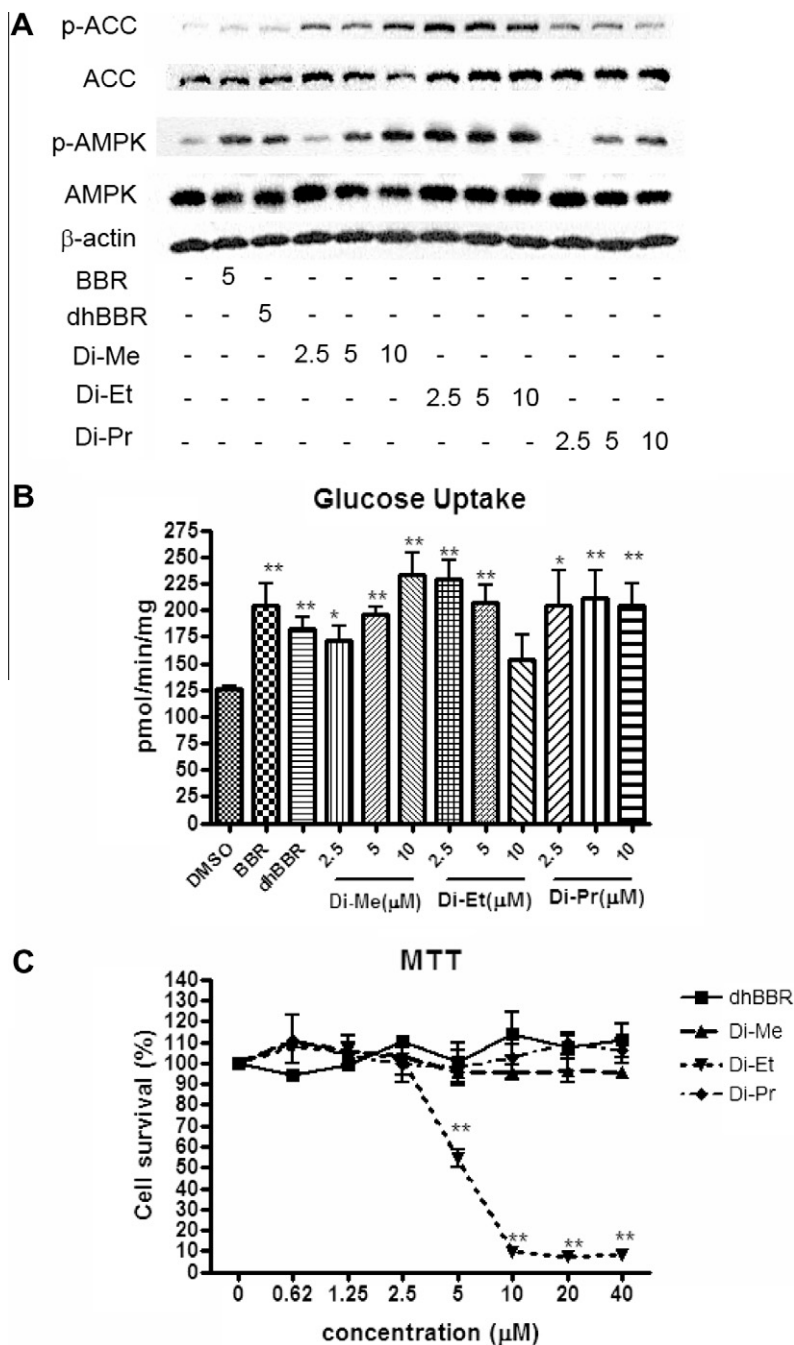 A
p-ACC
ACC
p-AMPK
AMPK
β-actin
BBR - 5 - - - - - - - - - -
dhBBR - - 5 - - - - - - - - -
Di-Me - - - 2.5 5 10 - - - - - -
Di-Et - - - - - - 2.5 5 10 - - -
Di-Pr - - - - - - - - - 2.5 5 10
B
Glucose Uptake
pmol/min/mg
275
250
225
200
175
150
125
100
75
50
25
0
** ** * ** ** ** ** * ** **
DMSO BBR dhBBR 2.5 5 10 2.5 5 10 2.5 5 10
Di-Me(μM) Di-Et(μM) Di-Pr(μM)
C
MTT
Cell survival (%)
140
130
120
110
100
90
80
70
60
50
40
30
20
10
0
** ** ** **
0 0.62 1.25 2.5 5 10 20 40
concentration (μM)
dhBBR
Di-Me
Di-Et
Di-Pr